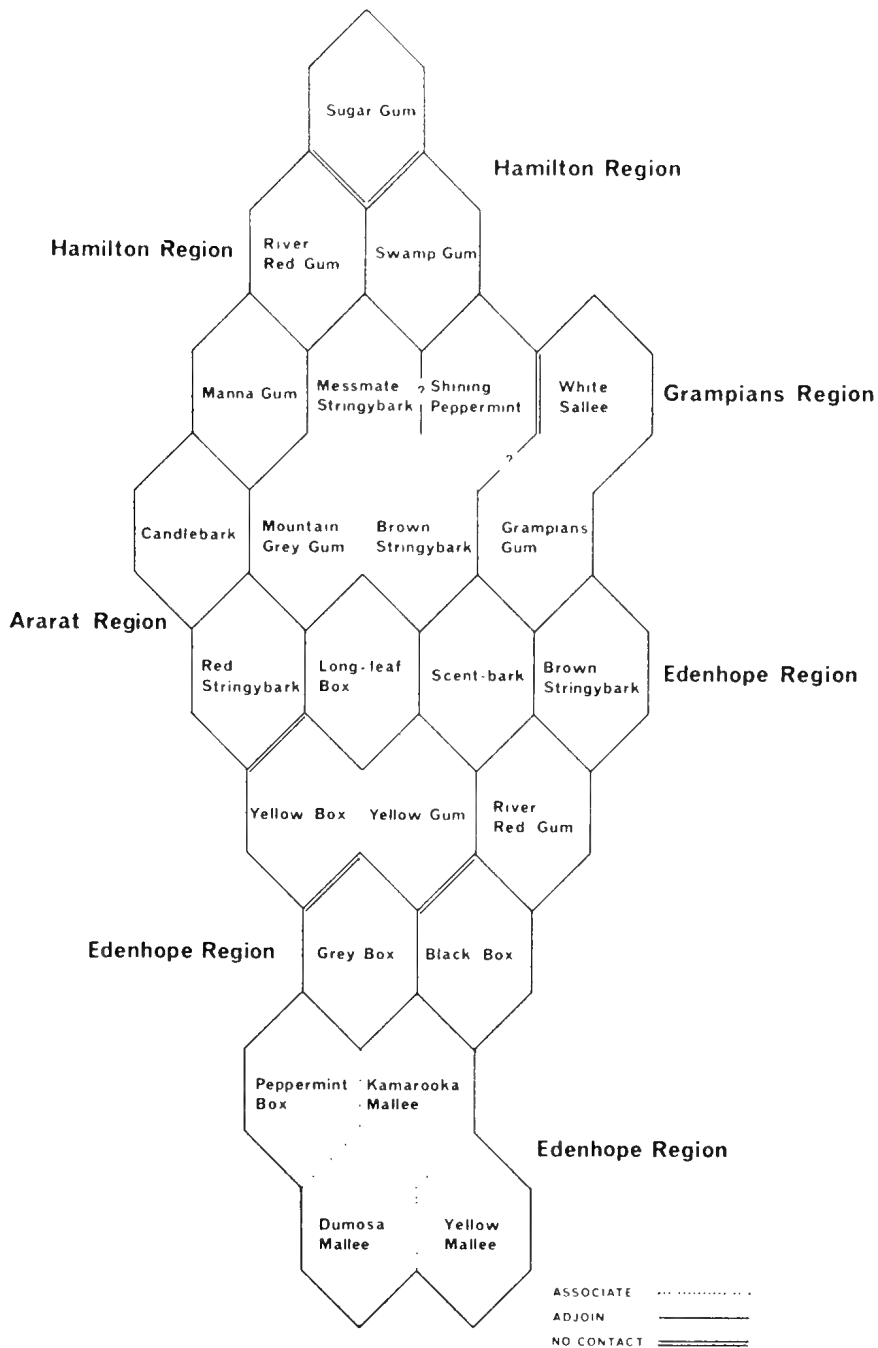 Sugar Gum
Hamilton Region
Hamilton Region
River
Red Gum
Swamp Gum
Manna Gum
Messmate
Stringybark
?
Shining
Peppermint
White
Sallee
Grampians Region
?
Candlebark
Mountain
Grey Gum
Brown
Stringybark
Grampians
Gum
Ararat Region
Red
Stringybark
Long-leaf
Box
Scent-bark
Brown
Stringybark
Edenhope Region
Yellow Box
Yellow Gum
River
Red Gum
Edenhope Region
Grey Box
Black Box
Peppermint
Box
Kamarooka
Mallee
Edenhope Region
Dumosa
Mallee
Yellow
Mallee
ASSOCIATE
ADJOIN
NO CONTACT